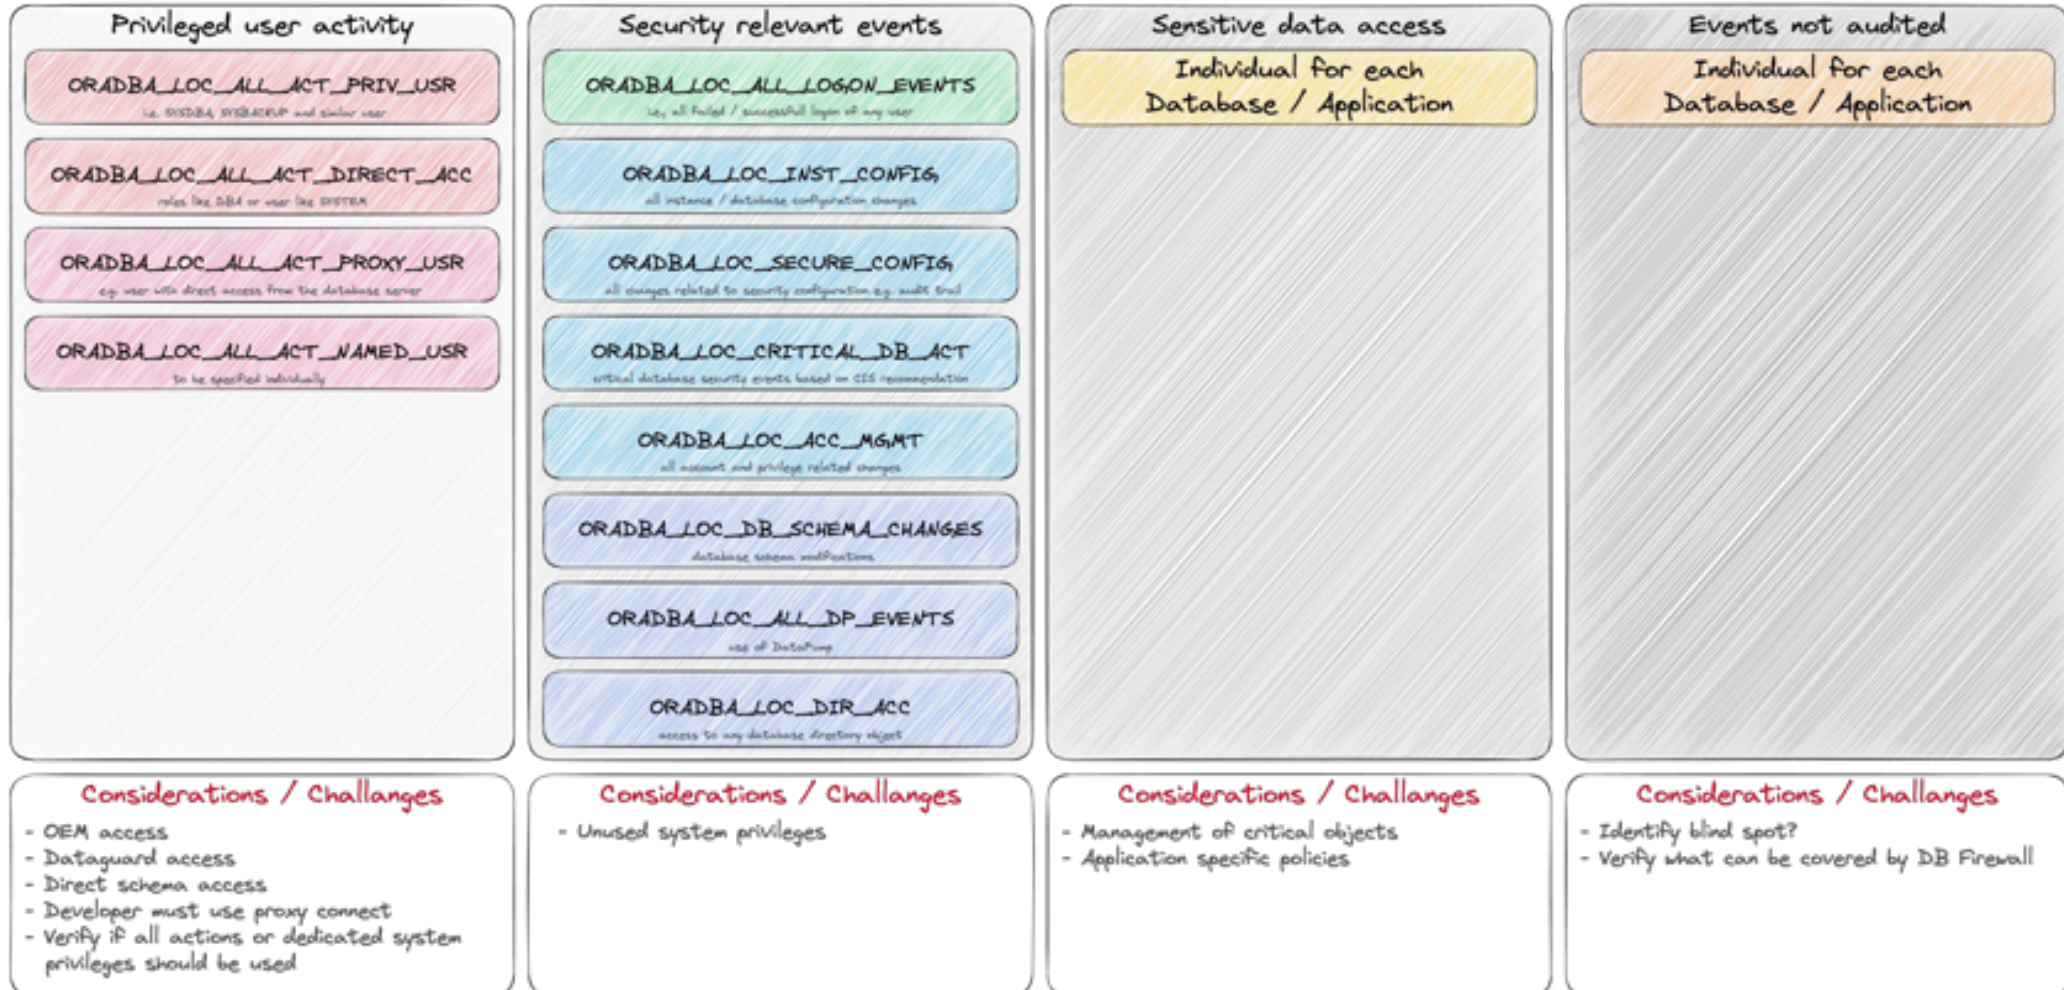 Privileged user activity
ORADBA_LOC_ALL_ACT_PRIV_USR
i.e. SYSDBA, SYSBACKUP and similar user
ORADBA_LOC_ALL_ACT_DIRECT_ACC
roles like DBA or user like SYSTEM
ORADBA_LOC_ALL_ACT_PROXY_USR
e.g. user with direct access from the database server
ORADBA_LOC_ALL_ACT_NAMED_USR
to be specified individually
Security relevant events
ORADBA_LOC_ALL_LOGON_EVENTS
i.e., all failed / successfull logon of any user
ORADBA_LOC_INST_CONFIG
all instance / database configuration changes
ORADBA_LOC_SECURE_CONFIG
all changes related to security configuration e.g. audit trail
ORADBA_LOC_CRITICAL_DB_ACT
critical database security events based on CIS recommendation
ORADBA_LOC_ACC_MGMT
all account and privilege related changes
ORADBA_LOC_DB_SCHEMA_CHANGES
database schema modifications
ORADBA_LOC_ALL_DP_EVENTS
use of DataPump
ORADBA_LOC_DIR_ACC
access to any database directory object
Sensitive data access
Individual for each
Database / Application
Events not audited
Individual for each
Database / Application
Considerations / Challanges
- OEM access
- Dataguard access
- Direct schema access
- Developer must use proxy connect
- Verify if all actions or dedicated system
privileges should be used
Considerations / Challanges
- Unused system privileges
Considerations / Challanges
- Management of critical objects
- Application specific policies
Considerations / Challanges
- Identify blind spot?
- Verify what can be covered by DB Firewall